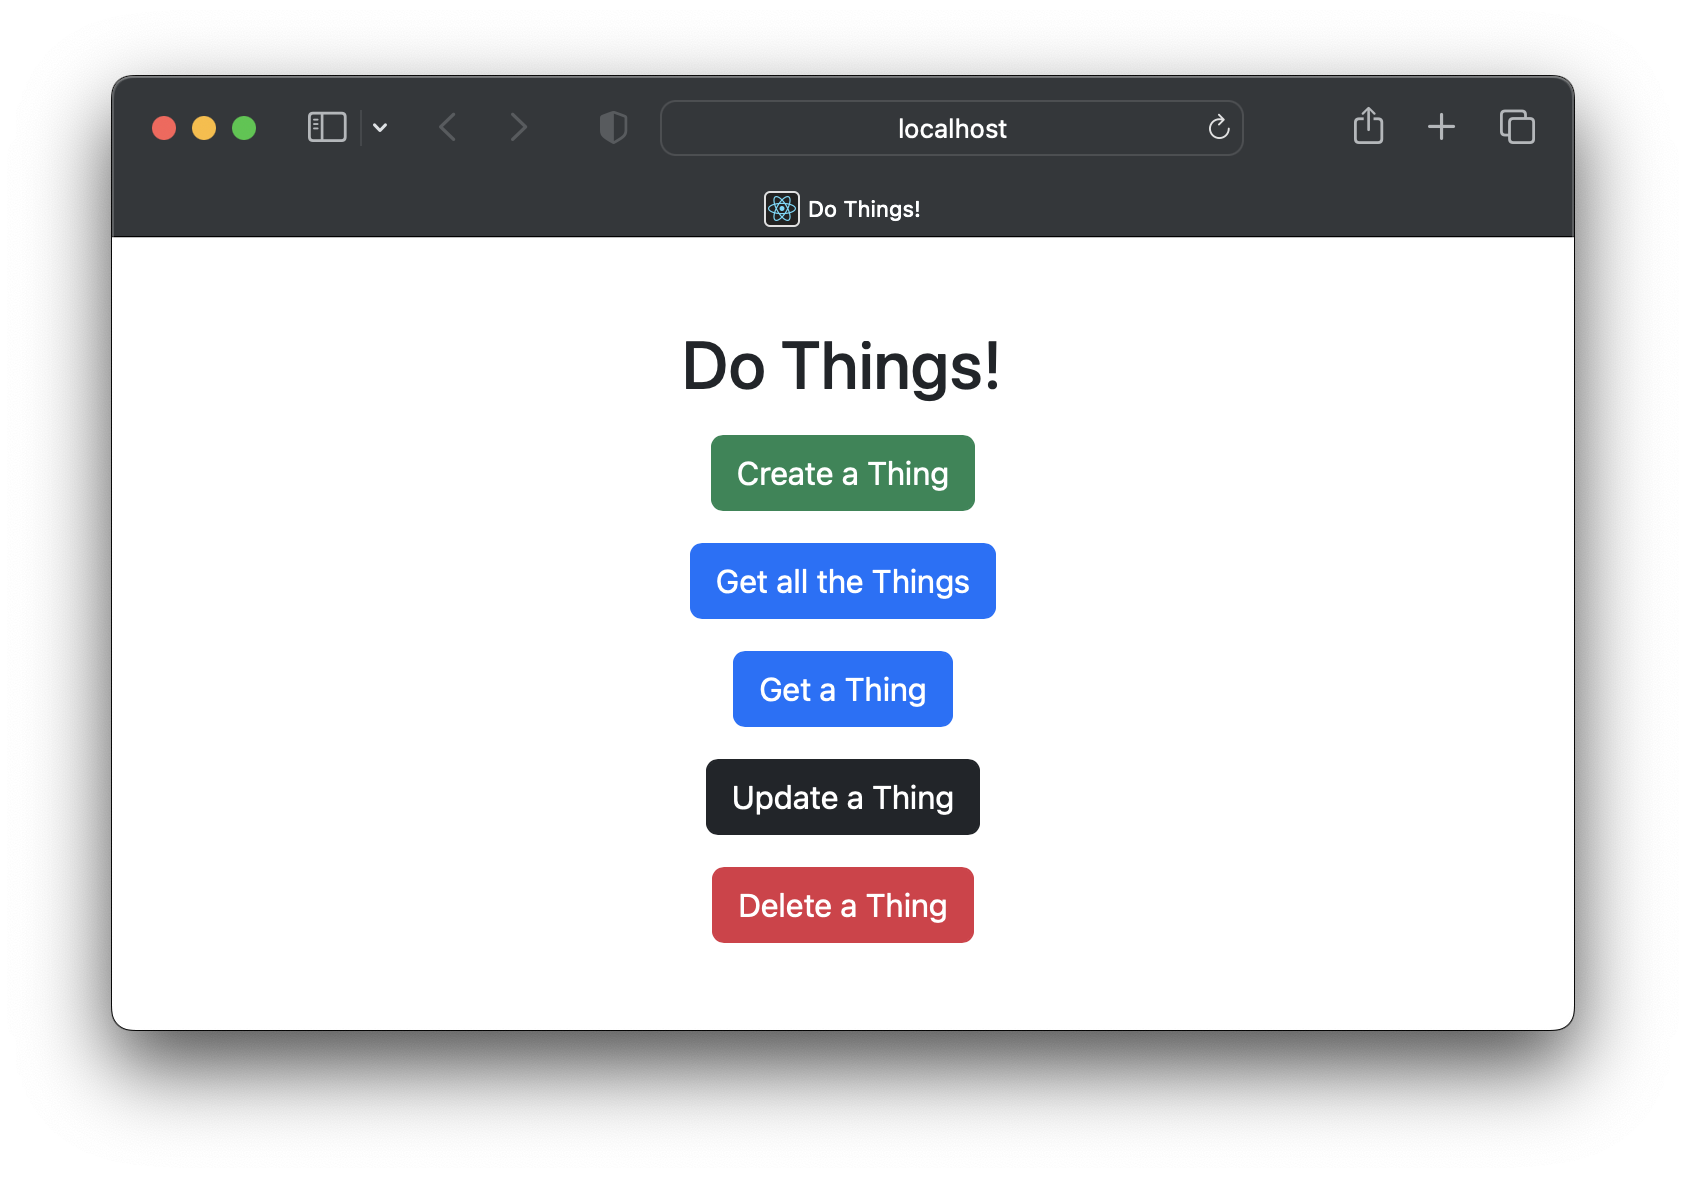 localhost
Do Things!
Do Things!
Create a Thing
Get all the Things
Get a Thing
Update a Thing
Delete a Thing